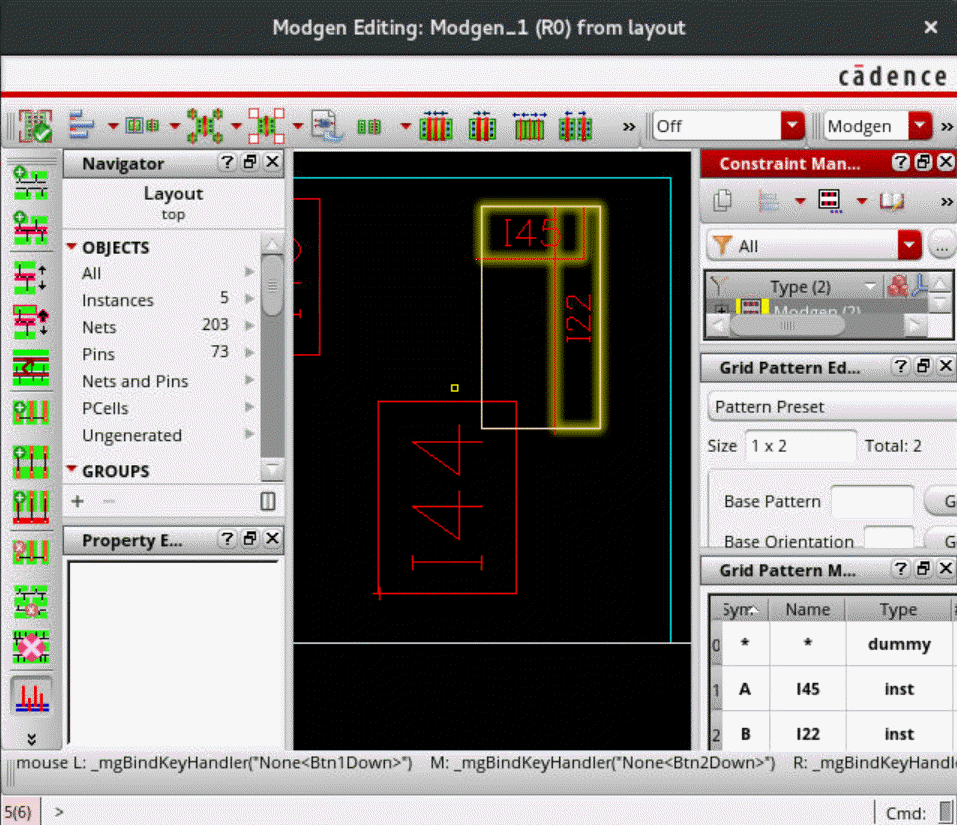 Modgen Editing: Modgen_1 (R0) from layout
cādence
Off
Modgen
Navigator
Layout
top
OBJECTS
All
Instances 5
Nets 203
Pins 73
Nets and Pins
PCells
Ungenerated
GROUPS
Property E...
I45
I22
I44
Constraint Man...
All
...
Type (2)
Modgen (2)
Grid Pattern Ed...
Pattern Preset
Size 1 x 2 Total: 2
Base Pattern G
Base Orientation G
Grid Pattern M...
Sym Name Type
0 * * dummy
1 A I45 inst
2 B I22 inst
mouse L: _mgBindKeyHandler("None<Btn1Down>") M: _mgBindKeyHandler("None<Btn2Down>") R: _mgBindKeyHandl
5(6) > Cmd: